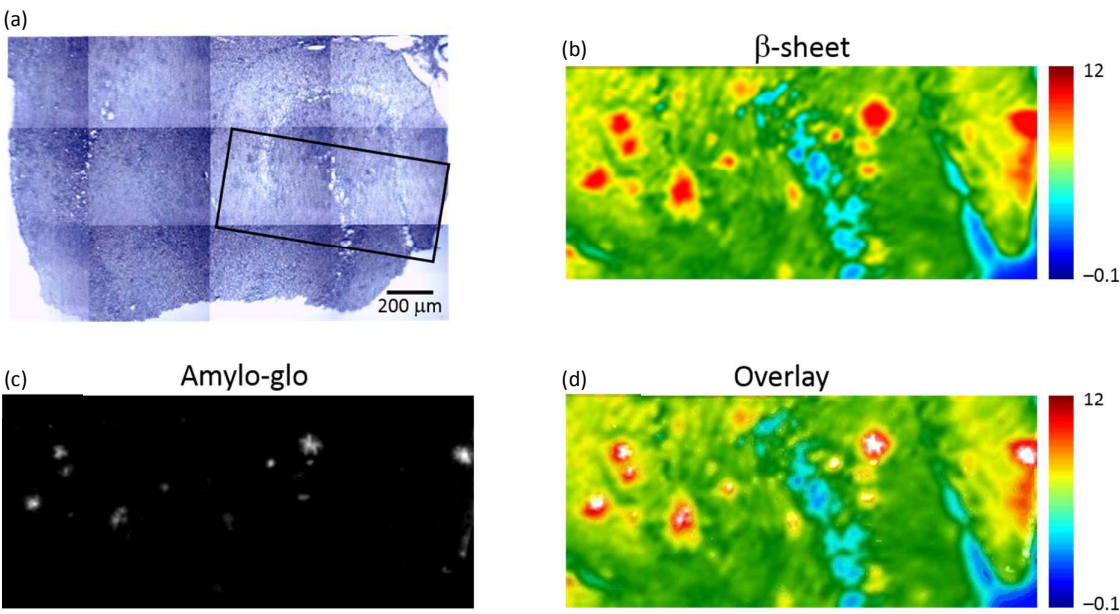 (a)
200 μm
(b)
β-sheet
12
–0.1
(c)
Amylo-glo
(d)
Overlay
12
–0.1